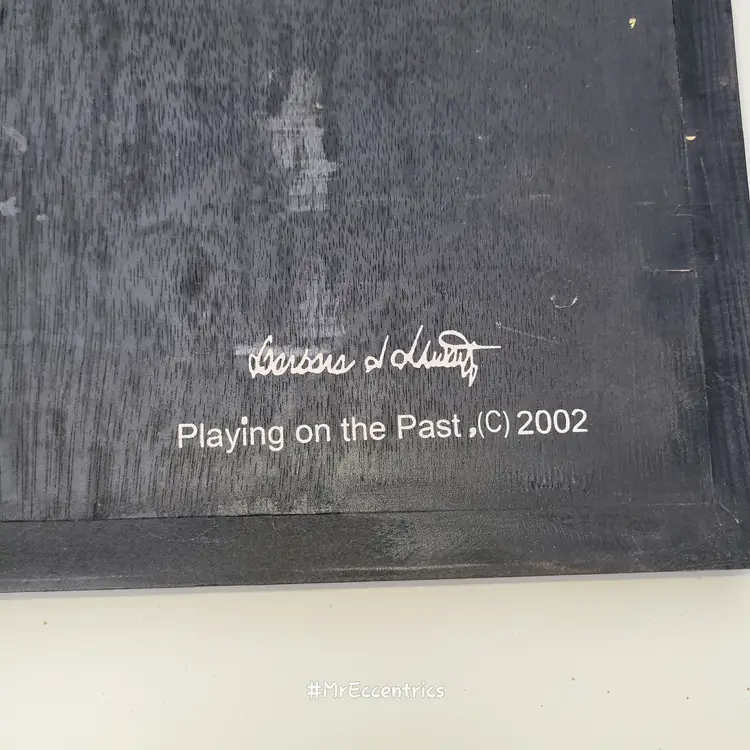 Playing on the Past ,(C) 2002
#MrEccentrics